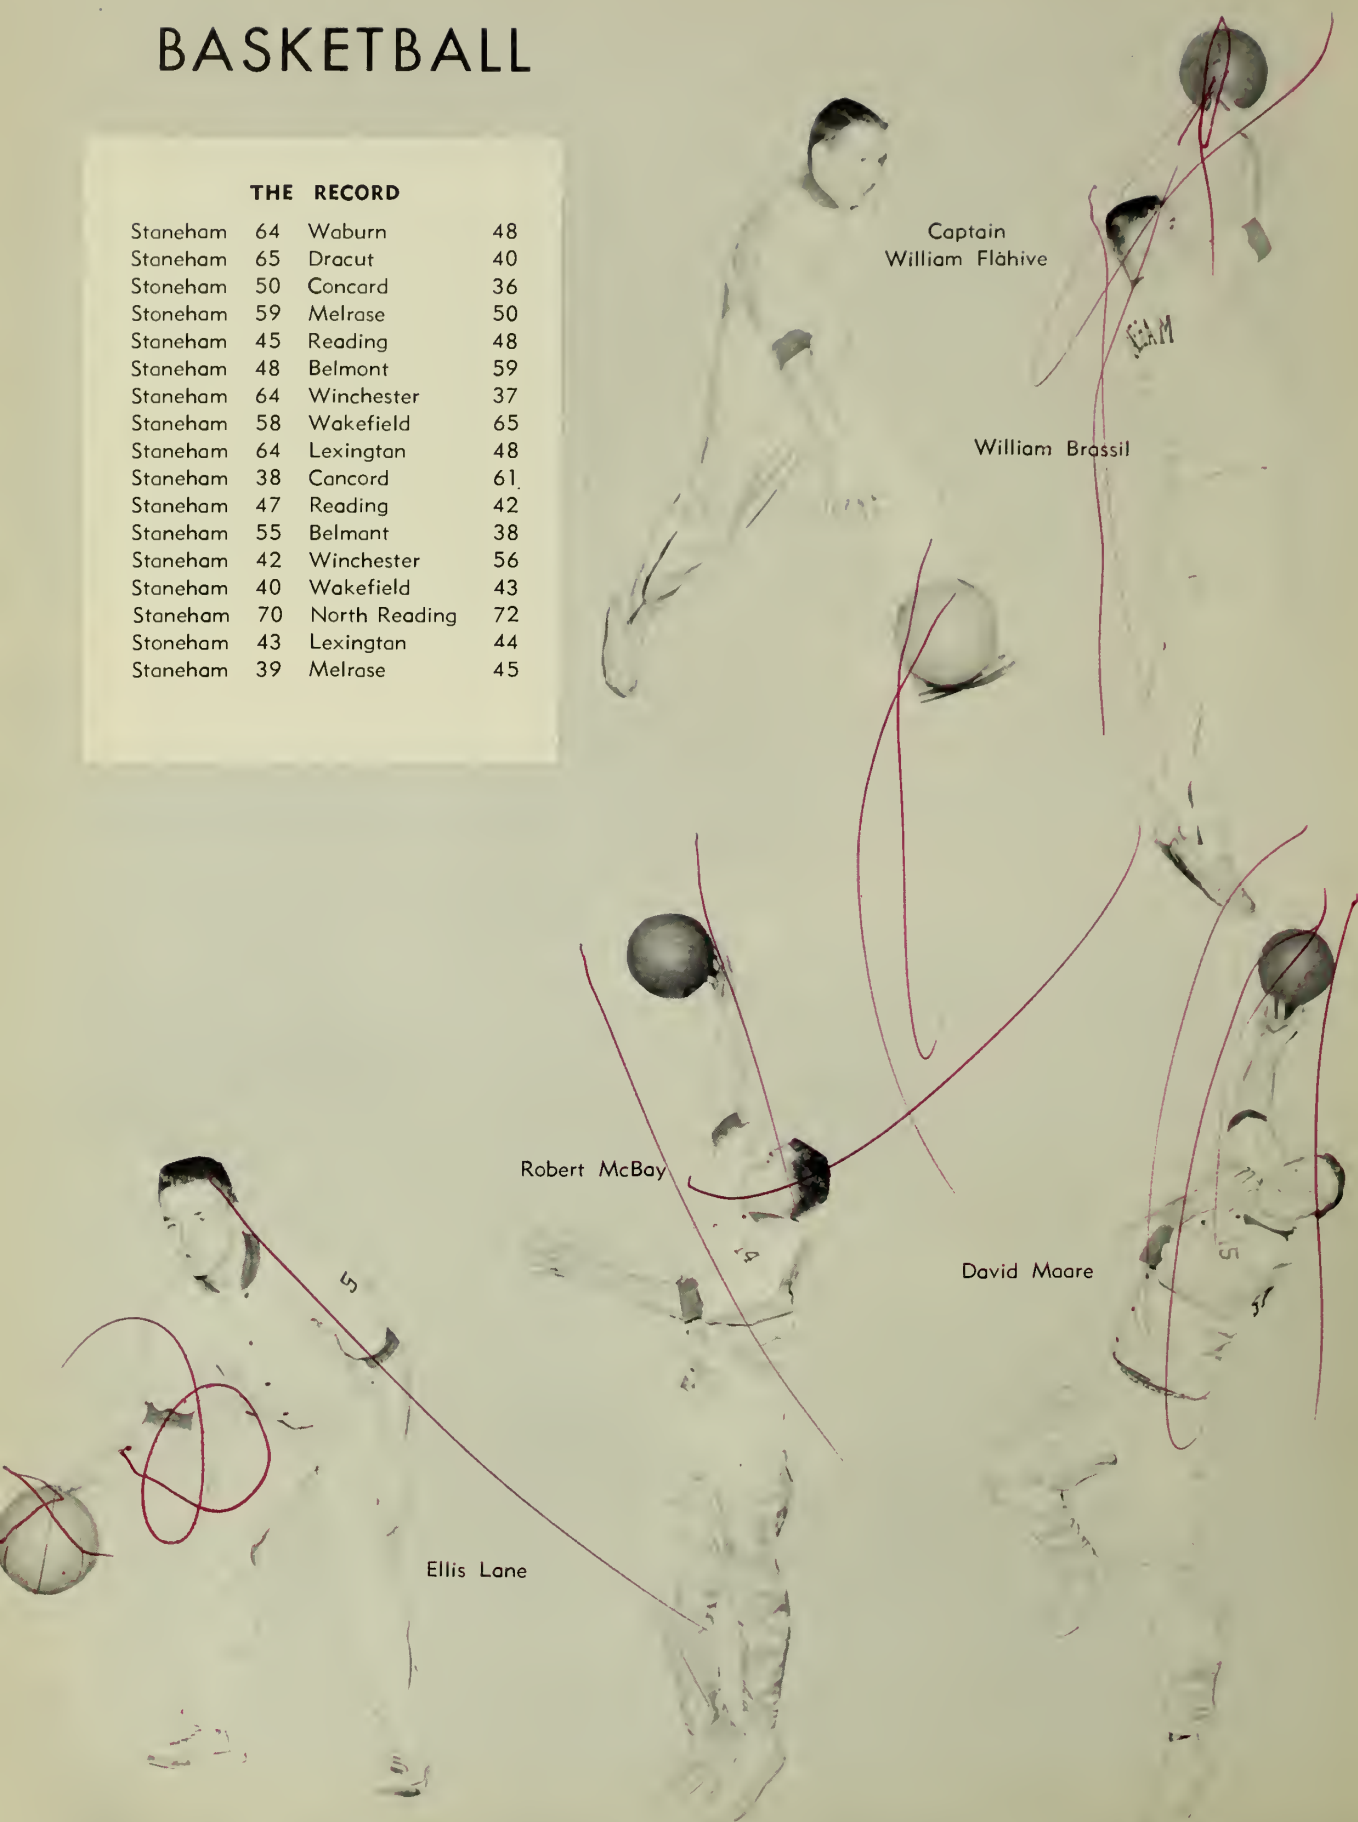 BASKETBALL
THE RECORD
Stoneham 64 Woburn 48
Stoneham 65 Dracut 40
Stoneham 50 Concord 36
Stoneham 59 Melrose 50
Stoneham 45 Reading 48
Stoneham 48 Belmont 59
Stoneham 64 Winchester 37
Stoneham 58 Wakefield 65
Stoneham 64 Lexington 48
Stoneham 38 Concord 61
Stoneham 47 Reading 42
Stoneham 55 Belmont 38
Stoneham 42 Winchester 56
Stoneham 40 Wakefield 43
Stoneham 70 North Reading 72
Stoneham 43 Lexington 44
Stoneham 39 Melrose 45
Captain
William Flahive
William Brassil
Robert McBay
David Moore
Ellis Lane
5
5